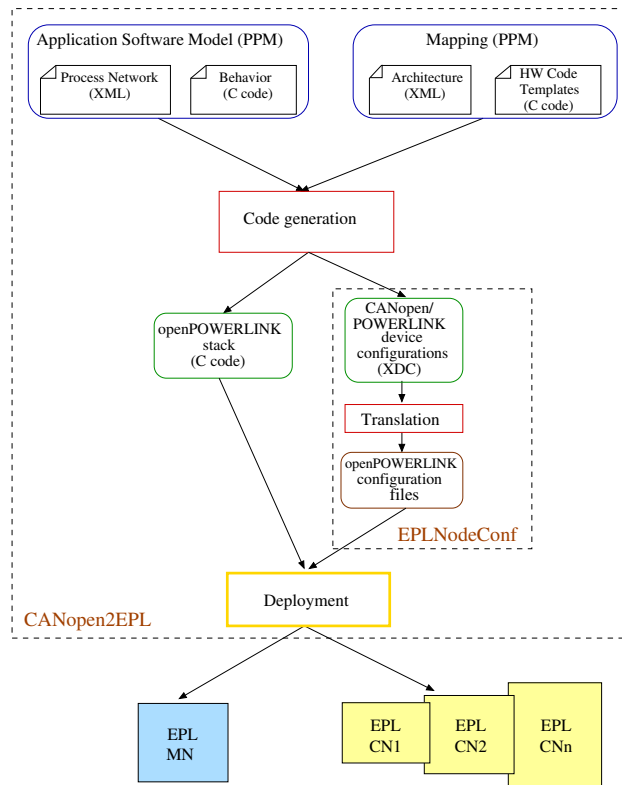 Application Software Model (PPM)
Mapping (PPM)
Process Network
(XML)
Behavior
(C code)
Architecture
(XML)
HW Code
Templates
(C code)
Code generation
openPOWERLINK
stack
(C code)
CANopen/
POWERLINK
device
configurations
(XDC)
Translation
openPOWERLINK
configuration
files
EPLNodeConf
Deployment
CANopen2EPL
EPL
MN
EPL
CN1
EPL
CN2
EPL
CNn